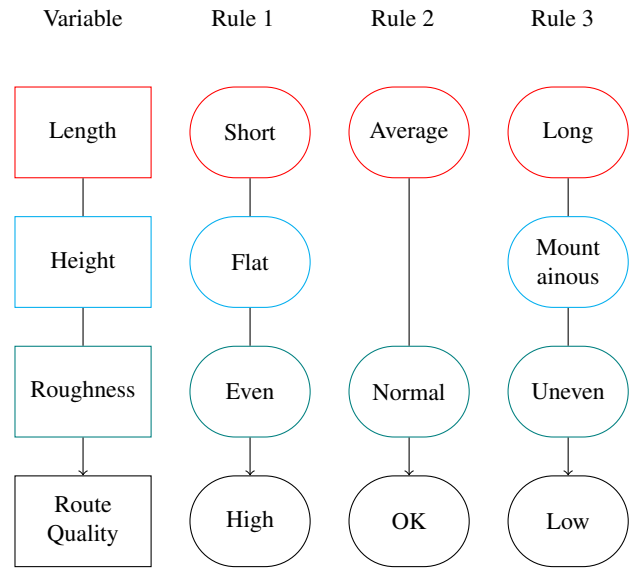 Variable Rule 1 Rule 2 Rule 3
Length Short Average Long
Height Flat Mount
ainous
Roughness Even Normal Uneven
Route
Quality High OK Low